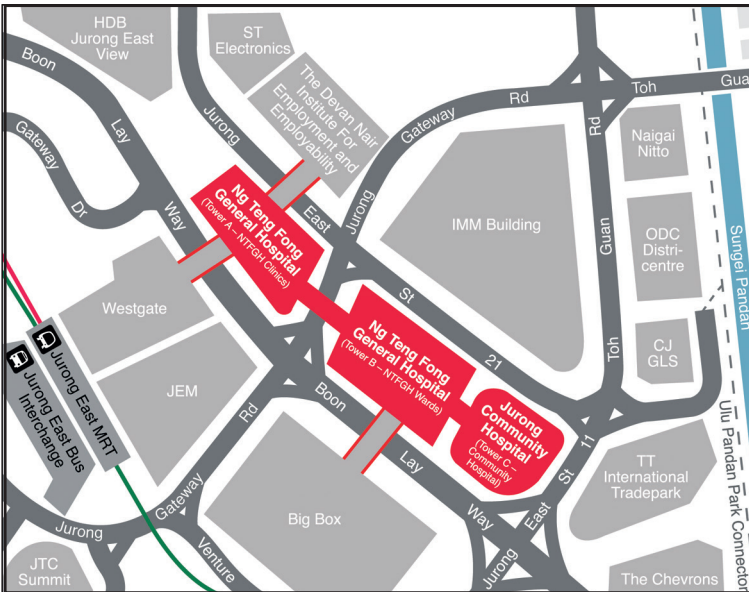 HDB
Jurong East
View
ST
Electronics
The Devan Nair
Institute For
Employment and
Employability
Boon
Lay
Way
Gateway
Dr
Jurong
East
St
21
Jurong
Gateway
Rd
Toh
Gua
Rd
Guan
Toh
Naigai
Nitto
ODC
Distri-
centre
CJ
GLS
Sungei Pandan
Ulu Pandan Park Connector
IMM Building
Ng Teng Fong
General Hospital
(Tower A – NTFGH Clinics)
Ng Teng Fong
General Hospital
(Tower B – NTFGH Wards)
Jurong
Community
Hospital
(Tower C –
Community
Hospital)
Westgate
JEM
Jurong East MRT
Jurong East Bus
Interchange
Rd
Gateway
Jurong
Venture
JTC
Summit
Big Box
Boon
Lay
Way
11
St
East
Jurong
TT
International
Tradepark
The Chevrons